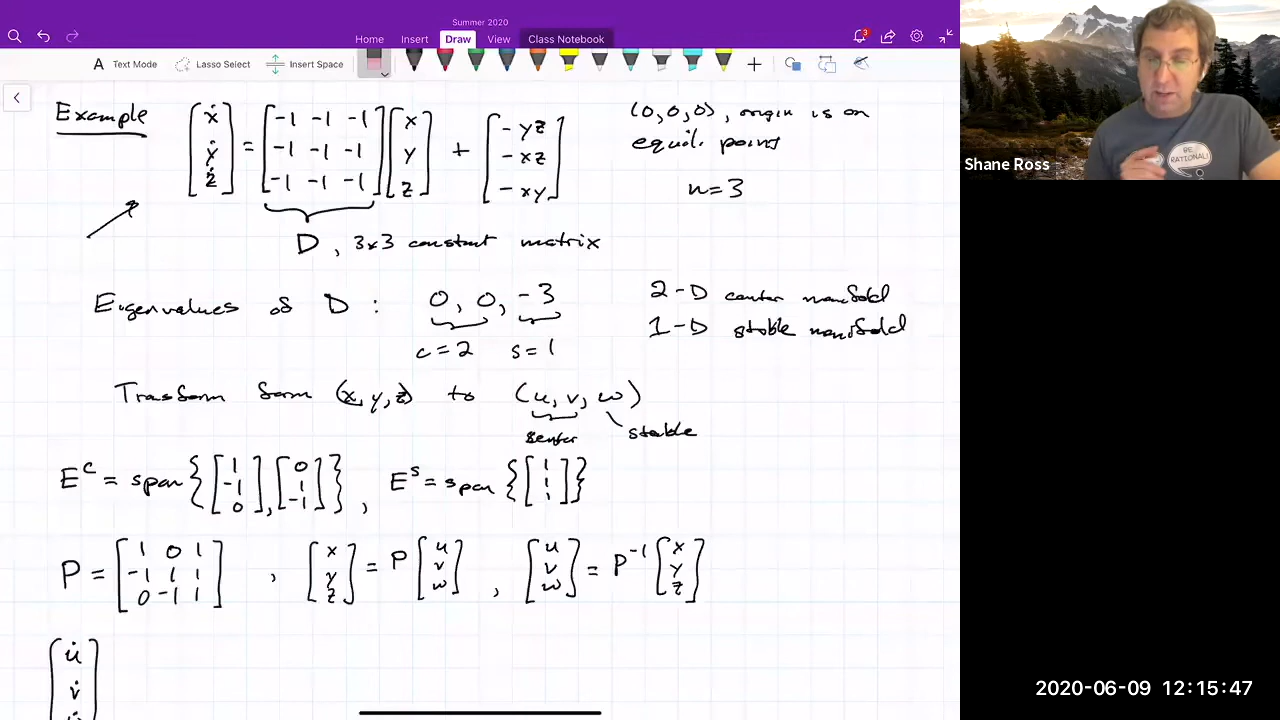 Summer 2020
Home Insert Draw View Class Notebook
3
Text Mode Lasso Select Insert Space
Example [ẋ ẏ ż] = [-1 -1 -1; -1 -1 -1; -1 -1 -1] [x y z] + [-yz -xz -xy]
(0,0,0), origin is an
equil. point
n=3
D, 3x3 constant matrix
Eigenvalues of D: 0, 0, -3
c=2 s=1
2-D center manifold
1-D stable manifold
Transform from (x, y, z) to (u, v, w)
center stable
E^c = span{[1 -1 0], [0 1 -1]}, E^s = span{[1 1 1]}
P = [1 0 1; -1 1 1; 0 -1 1], [x y z] = P [u v w], [u v w] = P^-1 [x y z]
[u̇ v̇
Shane Ross
BE RATIONAL!
2020-06-09 12:15:47